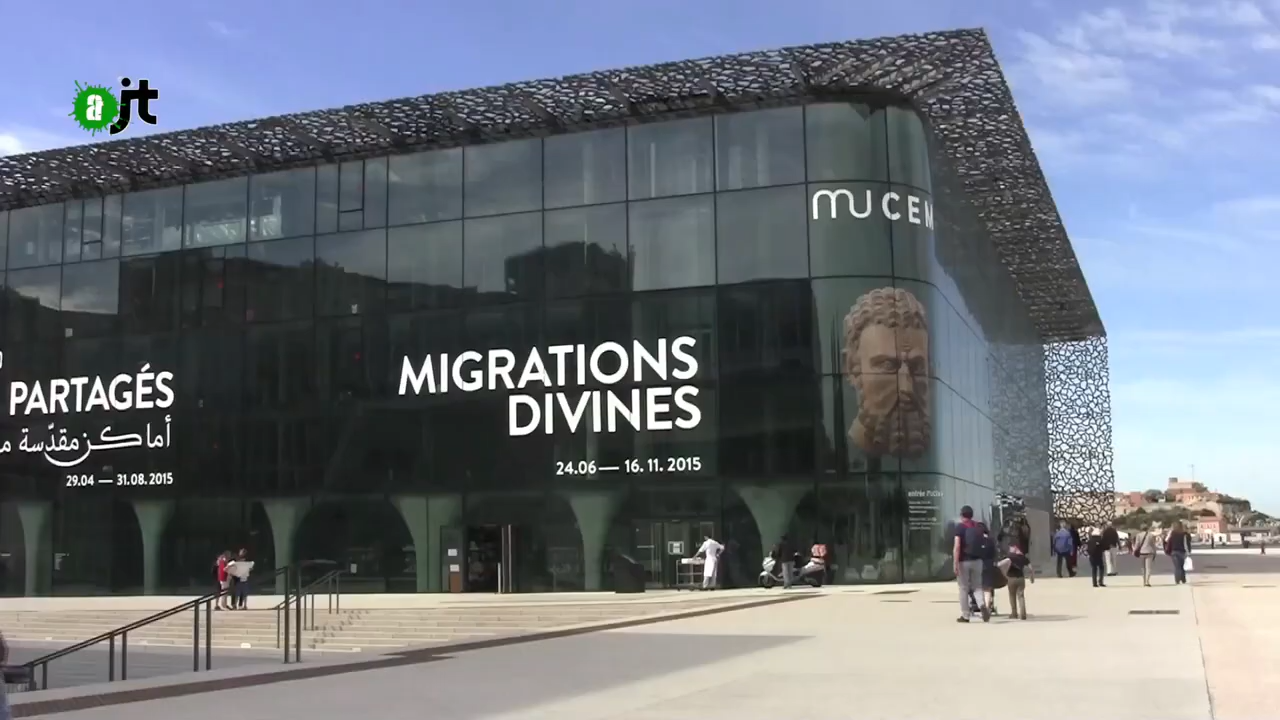 ajt
MUCEM
PARTAGÉS
أماكن مقدّسة
29.04 — 31.08.2015
MIGRATIONS
DIVINES
24.06 — 16.11.2015